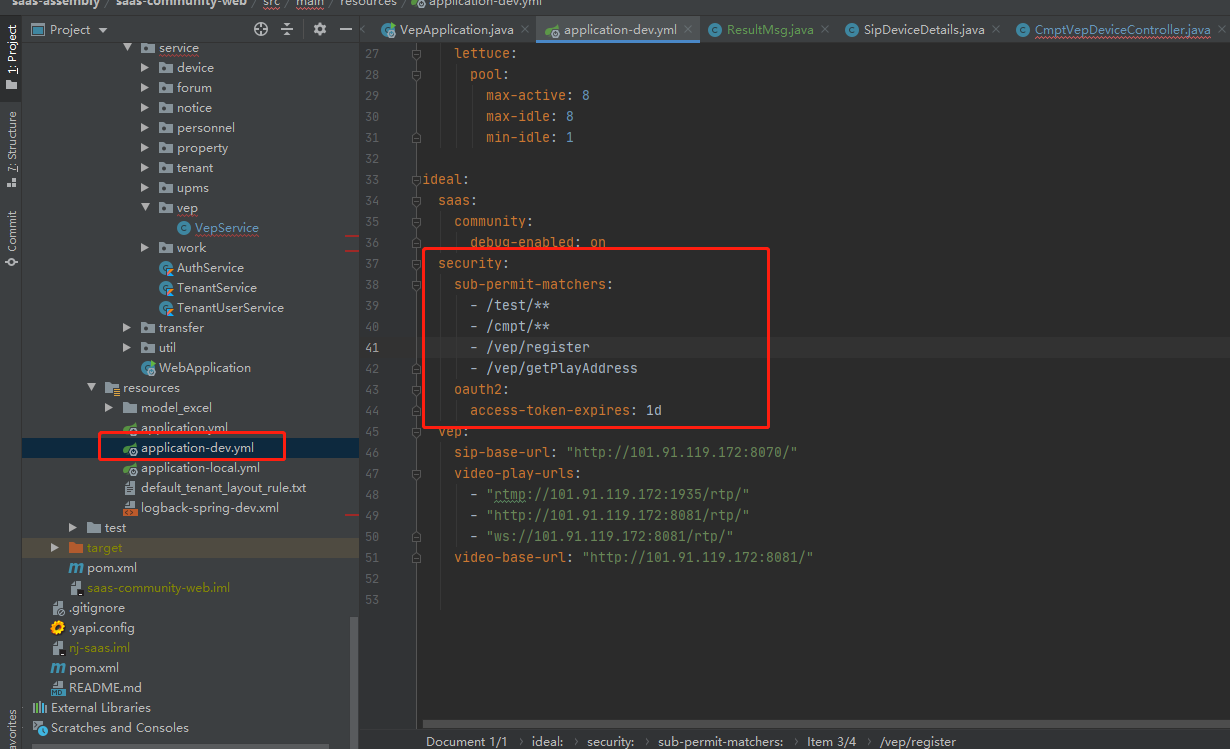 saas-assembly / saas-community-web / src / main / resources / application-dev.yml
Project
VepApplication.java
application-dev.yml
ResultMsg.java
SipDeviceDetails.java
CmptVepDeviceController.java
1: Project
7: Structure
Commit
service
device
forum
notice
personnel
property
tenant
upms
vep
VepService
work
AuthService
TenantService
TenantUserService
transfer
util
WebApplication
resources
model_excel
application.yml
application-dev.yml
application-local.yml
default_tenant_layout_rule.txt
logback-spring-dev.xml
test
target
pom.xml
saas-community-web.iml
.gitignore
.yapi.config
nj-saas.iml
pom.xml
README.md
External Libraries
Scratches and Consoles
27 lettuce:
28 pool:
29 max-active: 8
30 max-idle: 8
31 min-idle: 1
32
33 ideal:
34 saas:
35 community:
36 debug-enabled: on
37 security:
38 sub-permit-matchers:
39 - /test/**
40 - /cmpt/**
41 - /vep/register
42 - /vep/getPlayAddress
43 oauth2:
44 access-token-expires: 1d
45 vep:
46 sip-base-url: "http://101.91.119.172:8070/"
47 video-play-urls:
48 - "rtmp://101.91.119.172:1935/rtp/"
49 - "http://101.91.119.172:8081/rtp/"
50 - "ws://101.91.119.172:8081/rtp/"
51 video-base-url: "http://101.91.119.172:8081/"
52
53
Document 1/1 › ideal: › security: › sub-permit-matchers: › Item 3/4 › /vep/register